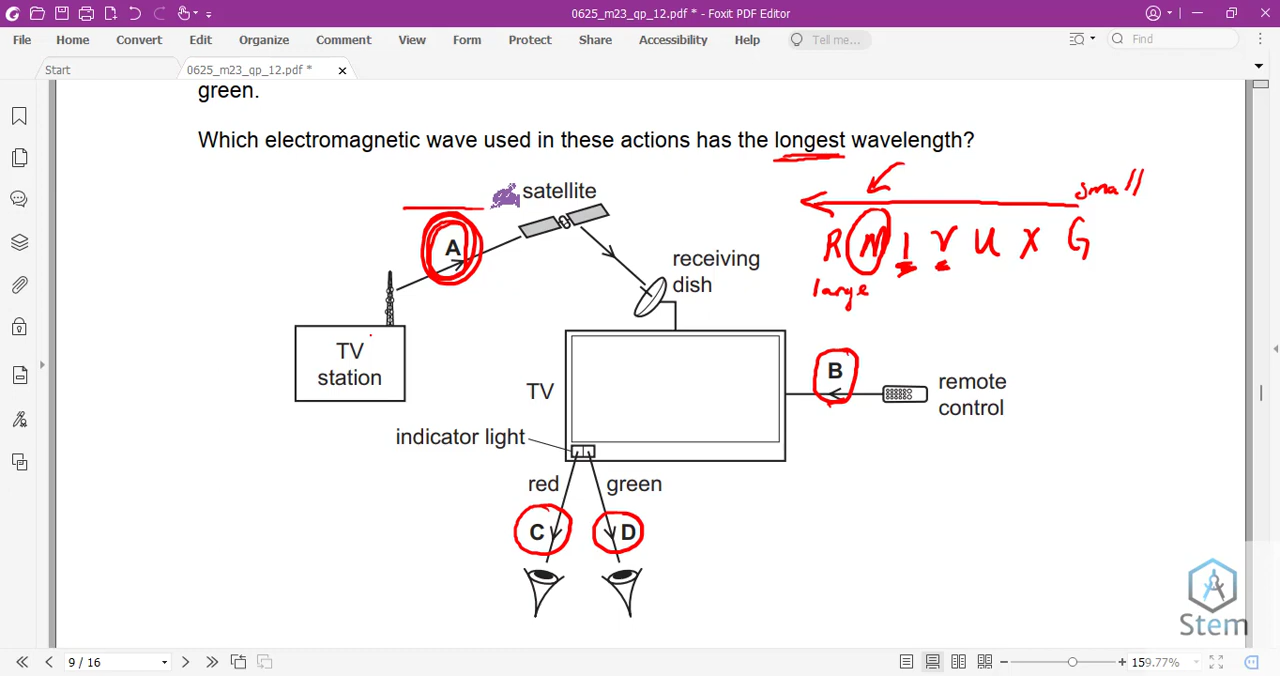 0625_m23_qp_12.pdf * - Foxit PDF Editor
File Home Convert Edit Organize Comment View Form Protect Share Accessibility Help Tell me... Find
Start 0625_m23_qp_12.pdf *
green.
Which electromagnetic wave used in these actions has the longest wavelength?
small
satellite
A
R M I V U X G
receiving
dish
large
TV
station
B
TV
remote
control
indicator light
red green
C D
Stem
9 / 16
159.77%